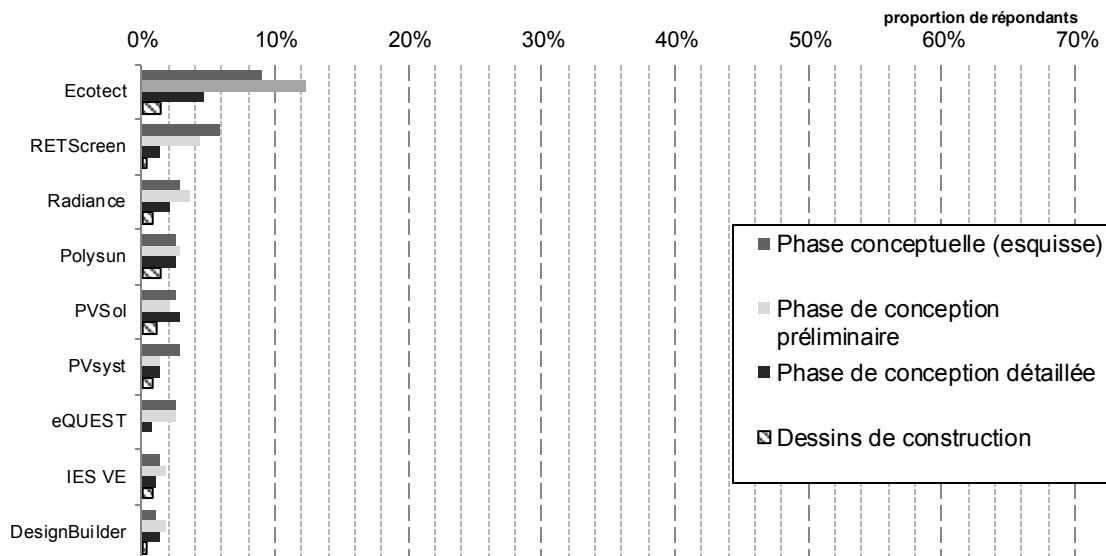 proportion de répondants
0% 10% 20% 30% 40% 50% 60% 70%
Ecotect
RETScreen
Radiance
Polysun
PVSol
PVsyst
eQUEST
IES VE
DesignBuilder
Phase conceptuelle (esquisse)
Phase de conception
préliminaire
Phase de conception détaillée
Dessins de construction